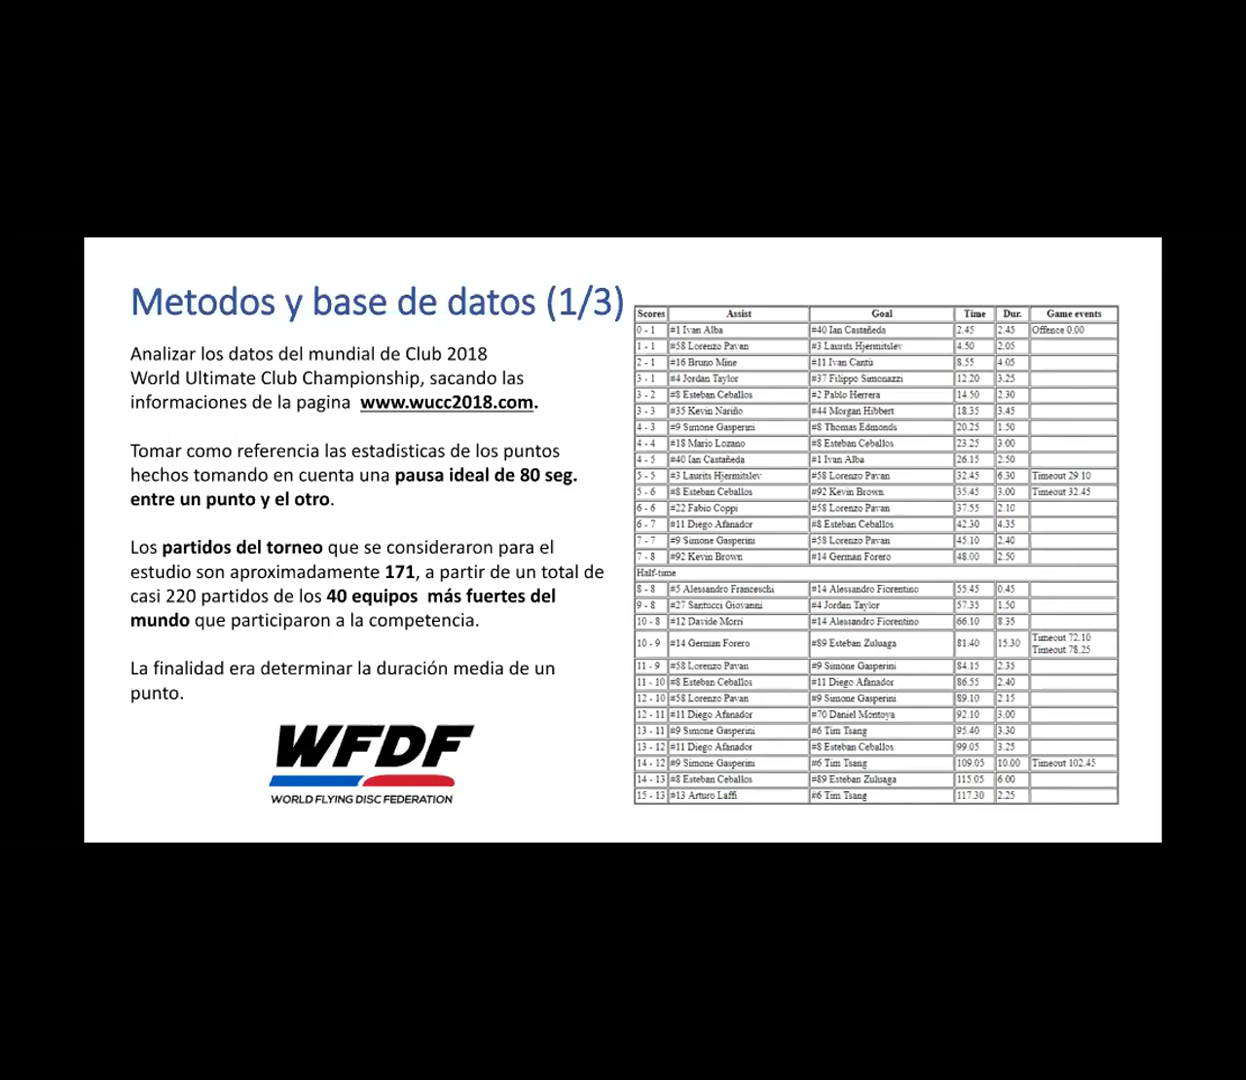 Metodos y base de datos (1/3)
Analizar los datos del mundial de Club 2018
World Ultimate Club Championship, sacando las
informaciones de la pagina www.wucc2018.com.
Tomar como referencia las estadisticas de los puntos
hechos tomando en cuenta una pausa ideal de 80 seg.
entre un punto y el otro.
Los partidos del torneo que se consideraron para el
estudio son aproximadamente 171, a partir de un total de
casi 220 partidos de los 40 equipos más fuertes del
mundo que participaron a la competencia.
La finalidad era determinar la duración media de un
punto.
WFDF
WORLD FLYING DISC FEDERATION
Scores Assist Goal Time Dur. Game events
0 - 1 #1 Ivan Alba #40 Ian Castañeda 2.45 2.45 Offence 0.00
1 - 1 #58 Lorenzo Pavan #3 Laurits Hjermitslev 4.50 2.05
2 - 1 #16 Bruno Mine #11 Ivan Cantù 8.55 4.05
3 - 1 #4 Jordan Taylor #37 Filippo Simonazzi 12.20 3.25
3 - 2 #8 Esteban Ceballos #2 Pablo Herrera 14.50 2.30
3 - 3 #35 Kevin Nariño #44 Morgan Hibbert 18.35 3.45
4 - 3 #9 Simone Gasperini #8 Thomas Edmonds 20.25 1.50
4 - 4 #18 Mario Lozano #8 Esteban Ceballos 23.25 3.00
4 - 5 #40 Ian Castañeda #1 Ivan Alba 26.15 2.50
5 - 5 #3 Laurits Hjermitslev #58 Lorenzo Pavan 32.45 6.30 Timeout 29.10
5 - 6 #8 Esteban Ceballos #92 Kevin Brown 35.45 3.00 Timeout 32.45
6 - 6 #22 Fabio Coppi #58 Lorenzo Pavan 37.55 2.10
6 - 7 #11 Diego Afanador #8 Esteban Ceballos 42.30 4.35
7 - 7 #9 Simone Gasperini #58 Lorenzo Pavan 45.10 2.40
7 - 8 #92 Kevin Brown #14 German Forero 48.00 2.50
Half-time
8 - 8 #5 Alessandro Franceschi #14 Alessandro Fiorentino 55.45 0.45
9 - 8 #27 Santucci Giovanni #4 Jordan Taylor 57.35 1.50
10 - 8 #12 Davide Morri #14 Alessandro Fiorentino 66.10 8.35
10 - 9 #14 German Forero #89 Esteban Zuluaga 81.40 15.30 Timeout 72.10
Timeout 78.25
11 - 9 #58 Lorenzo Pavan #9 Simone Gasperini 84.15 2.35
11 - 10 #8 Esteban Ceballos #11 Diego Afanador 86.55 2.40
12 - 10 #58 Lorenzo Pavan #9 Simone Gasperini 89.10 2.15
12 - 11 #11 Diego Afanador #70 Daniel Montoya 92.10 3.00
13 - 11 #9 Simone Gasperini #6 Tim Tsang 95.40 3.30
13 - 12 #11 Diego Afanador #8 Esteban Ceballos 99.05 3.25
14 - 12 #9 Simone Gasperini #6 Tim Tsang 109.05 10.00 Timeout 102.45
14 - 13 #8 Esteban Ceballos #89 Esteban Zuluaga 115.05 6.00
15 - 13 #13 Arturo Laffi #6 Tim Tsang 117.30 2.25